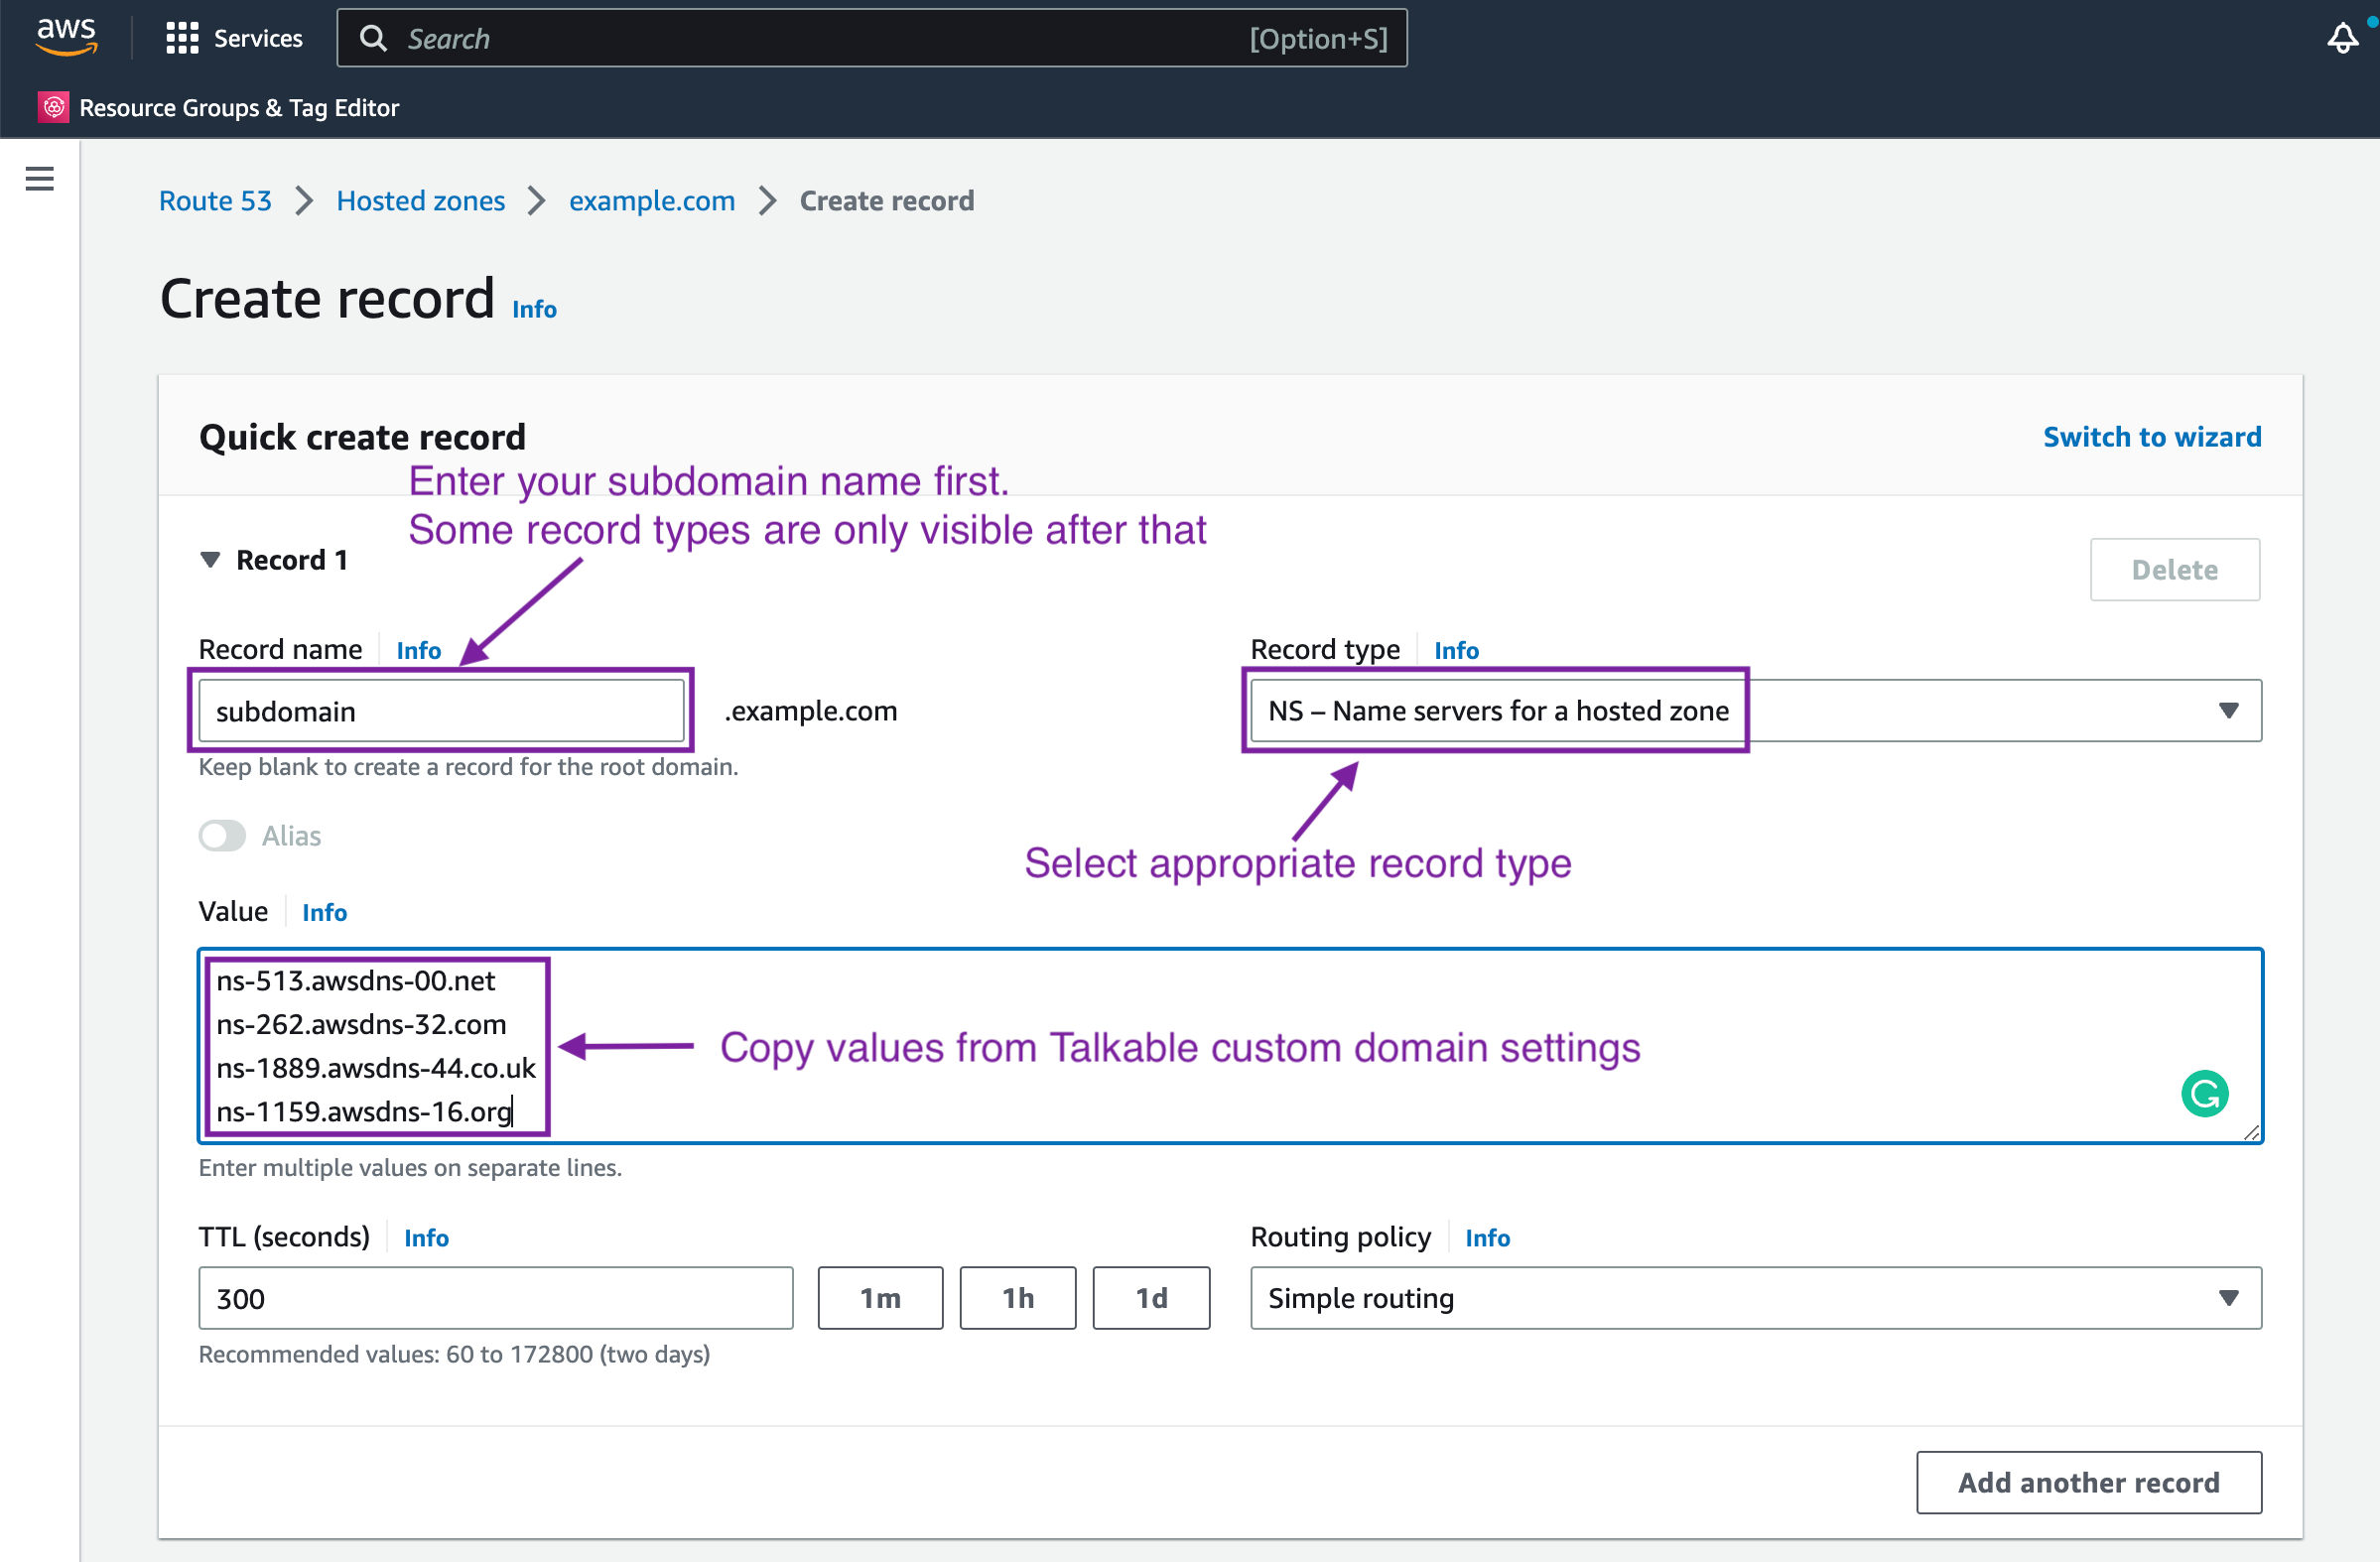 aws
Services
Search
[Option+S]
Resource Groups & Tag Editor
Route 53
Hosted zones
example.com
Create record
Create record Info
Quick create record
Switch to wizard
Enter your subdomain name first.
Some record types are only visible after that
Record 1
Delete
Record name Info
subdomain
.example.com
Keep blank to create a record for the root domain.
Record type Info
NS – Name servers for a hosted zone
Select appropriate record type
Alias
Value Info
ns-513.awsdns-00.net
ns-262.awsdns-32.com
ns-1889.awsdns-44.co.uk
ns-1159.awsdns-16.org
Copy values from Talkable custom domain settings
Enter multiple values on separate lines.
TTL (seconds) Info
300
1m
1h
1d
Recommended values: 60 to 172800 (two days)
Routing policy Info
Simple routing
Add another record